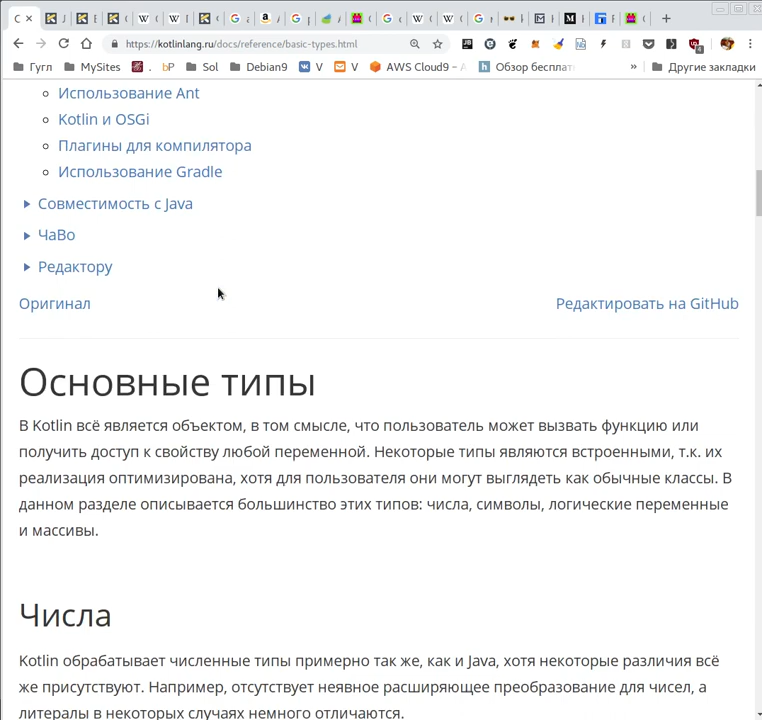 https://kotlinlang.ru/docs/reference/basic-types.html
Гугл MySites . bP Sol Debian9 V V AWS Cloud9 – Обзор бесплат » Другие закладки
Использование Ant
Kotlin и OSGi
Плагины для компилятора
Использование Gradle
Совместимость с Java
ЧаВо
Редактору
Оригинал Редактировать на GitHub
Основные типы
В Kotlin всё является объектом, в том смысле, что пользователь может вызвать функцию или
получить доступ к свойству любой переменной. Некоторые типы являются встроенными, т.к. их
реализация оптимизирована, хотя для пользователя они могут выглядеть как обычные классы. В
данном разделе описывается большинство этих типов: числа, символы, логические переменные
и массивы.
Числа
Kotlin обрабатывает численные типы примерно так же, как и Java, хотя некоторые различия всё
же присутствуют. Например, отсутствует неявное расширяющее преобразование для чисел, а
литералы в некоторых случаях немного отличаются.